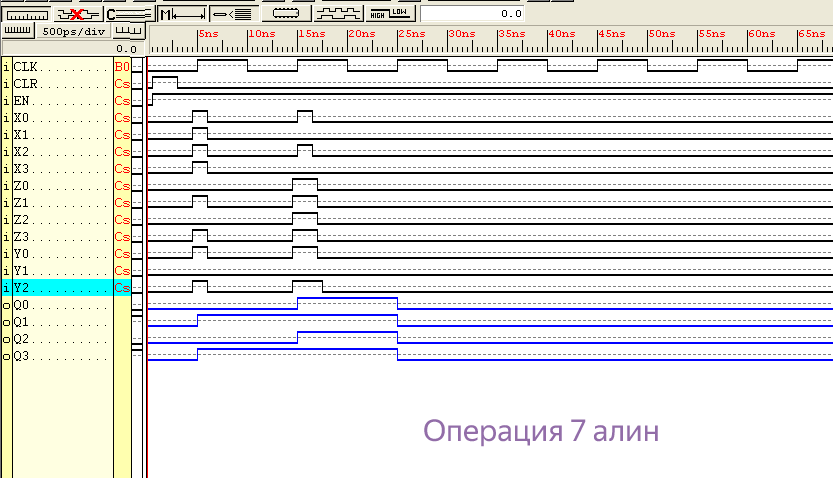 HIGH LOW
0.0
500ps/div
0.0
5ns 10ns 15ns 20ns 25ns 30ns 35ns 40ns 45ns 50ns 55ns 60ns 65ns
i CLK........ B0
i CLR........ Cs
i EN......... Cs
i X0......... Cs
i X1......... Cs
i X2......... Cs
i X3......... Cs
i Z0......... Cs
i Z1......... Cs
i Z2......... Cs
i Z3......... Cs
i Y0......... Cs
i Y1......... Cs
i Y2......... Cs
o Q0.........
o Q1.........
o Q2.........
o Q3.........
Операция 7 алин